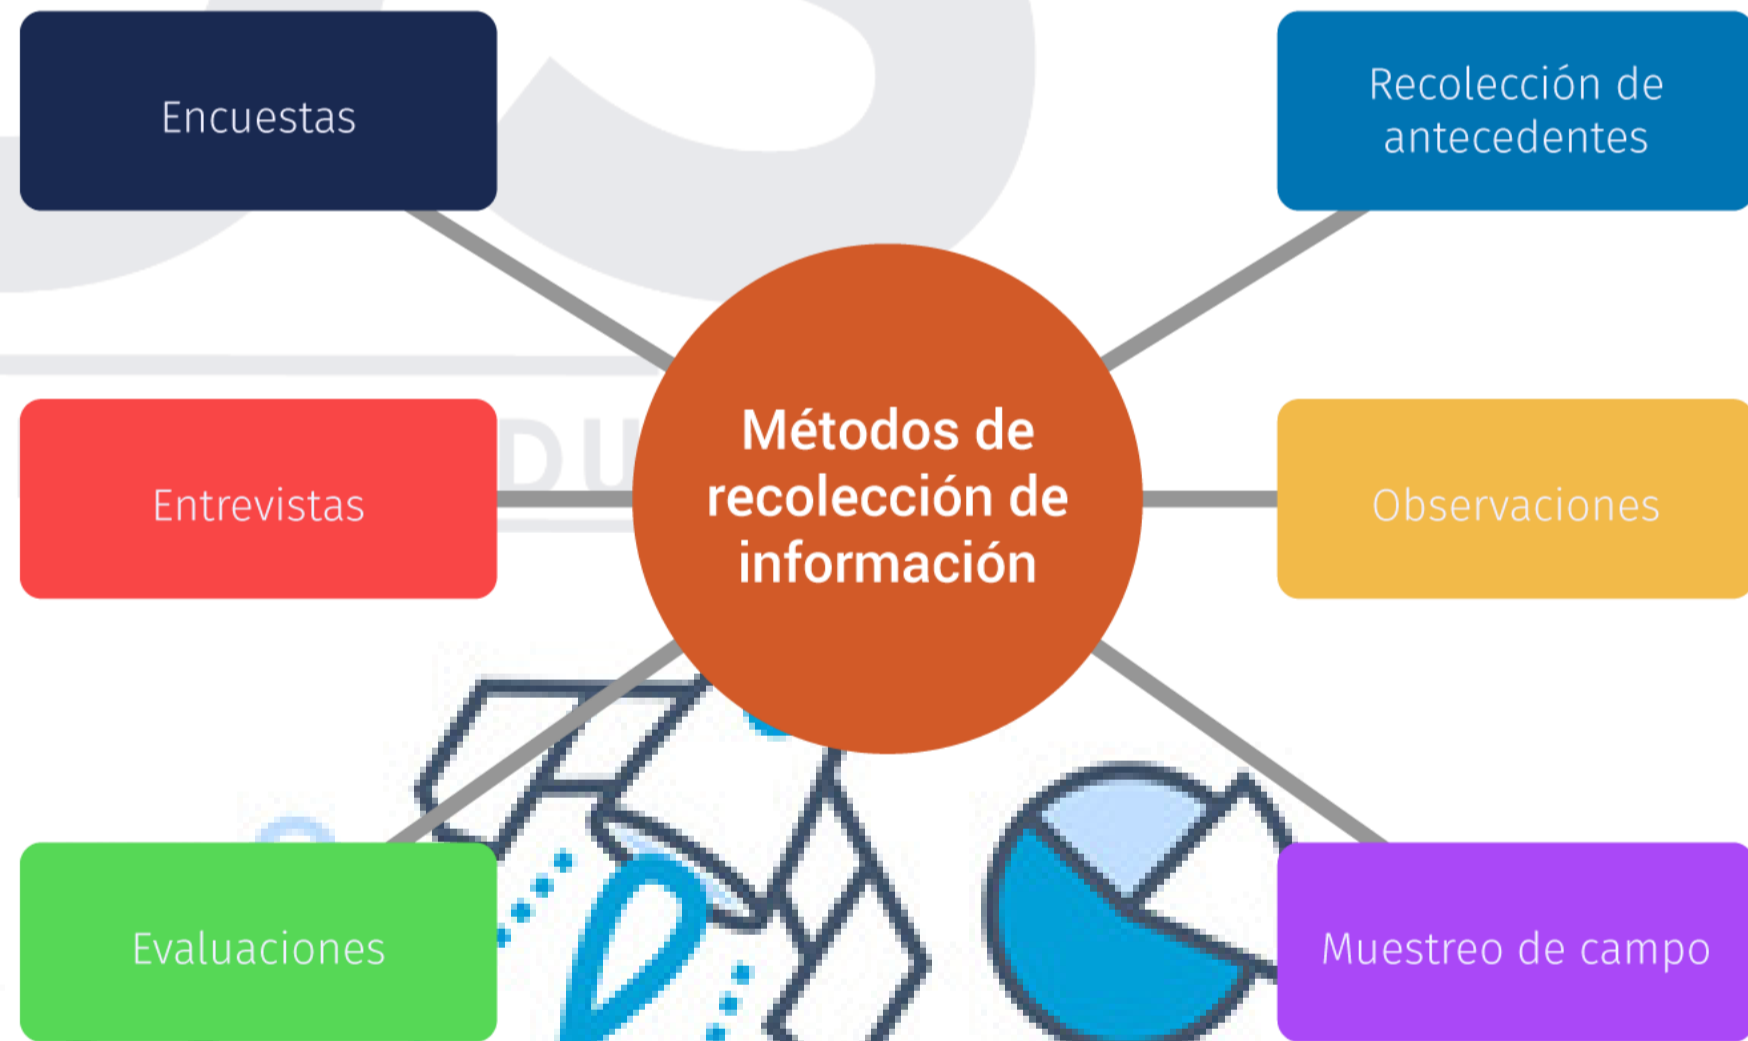 Encuestas
Recolección de
antecedentes
Métodos de
recolección de
información
Entrevistas
Observaciones
Evaluaciones
Muestreo de campo